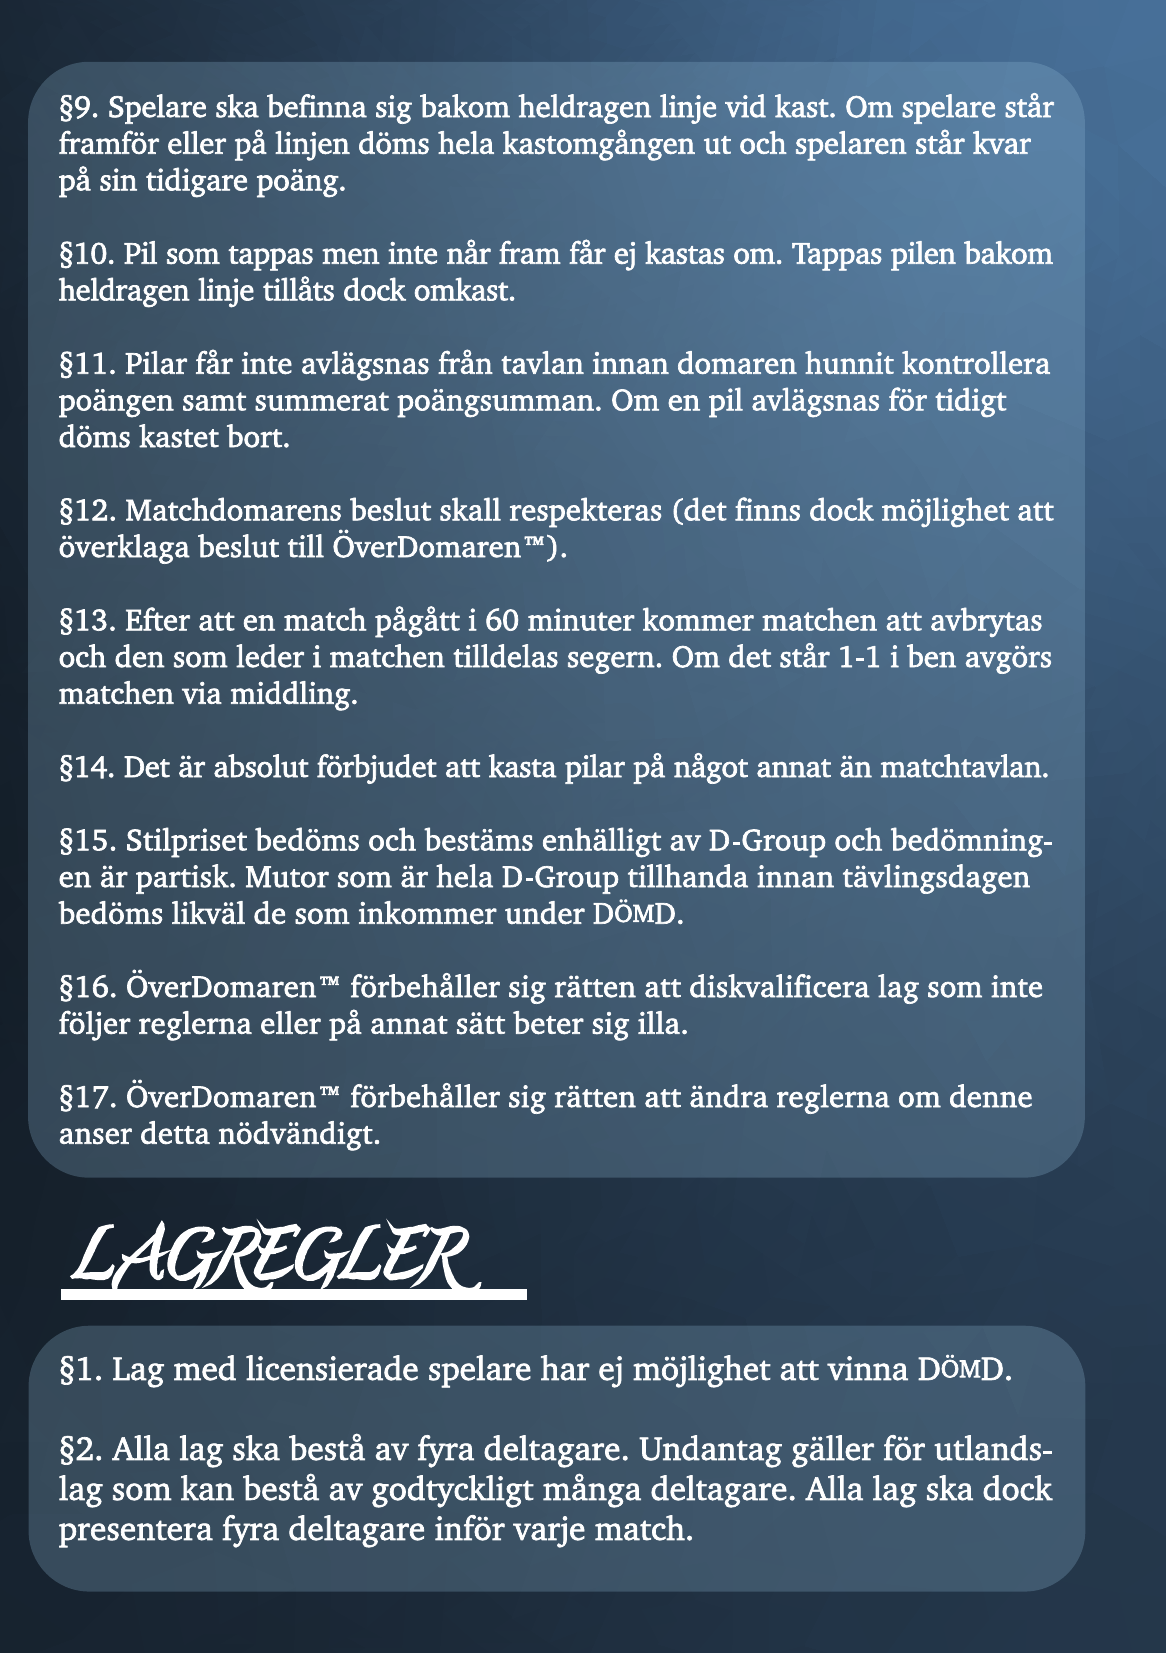 §9. Spelare ska befinna sig bakom heldragen linje vid kast. Om spelare står
framför eller på linjen döms hela kastomgången ut och spelaren står kvar
på sin tidigare poäng.
§10. Pil som tappas men inte når fram får ej kastas om. Tappas pilen bakom
heldragen linje tillåts dock omkast.
§11. Pilar får inte avlägsnas från tavlan innan domaren hunnit kontrollera
poängen samt summerat poängsumman. Om en pil avlägsnas för tidigt
döms kastet bort.
§12. Matchdomarens beslut skall respekteras (det finns dock möjlighet att
överklaga beslut till ÖverDomaren™).
§13. Efter att en match pågått i 60 minuter kommer matchen att avbrytas
och den som leder i matchen tilldelas segern. Om det står 1-1 i ben avgörs
matchen via middling.
§14. Det är absolut förbjudet att kasta pilar på något annat än matchtavlan.
§15. Stilpriset bedöms och bestäms enhälligt av D-Group och bedömning-
en är partisk. Mutor som är hela D-Group tillhanda innan tävlingsdagen
bedöms likväl de som inkommer under DÖMD.
§16. ÖverDomaren™ förbehåller sig rätten att diskvalificera lag som inte
följer reglerna eller på annat sätt beter sig illa.
§17. ÖverDomaren™ förbehåller sig rätten att ändra reglerna om denne
anser detta nödvändigt.
LAGREGLER
§1. Lag med licensierade spelare har ej möjlighet att vinna DÖMD.
§2. Alla lag ska bestå av fyra deltagare. Undantag gäller för utlands-
lag som kan bestå av godtyckligt många deltagare. Alla lag ska dock
presentera fyra deltagare inför varje match.